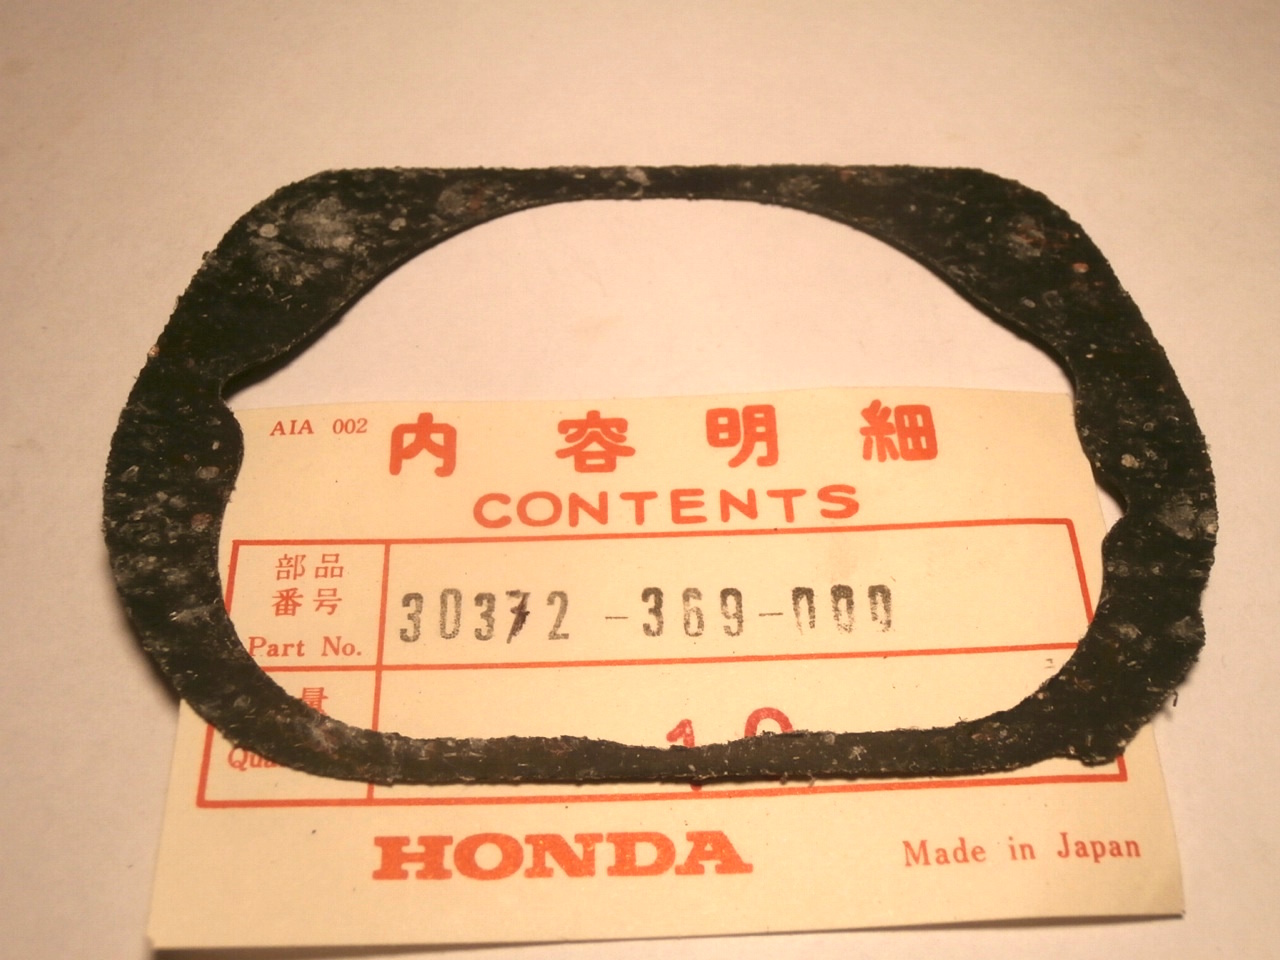 AIA 002
内容明細
CONTENTS
部品
番号
Part No.
30372-369-000
量
HONDA
Made in Japan